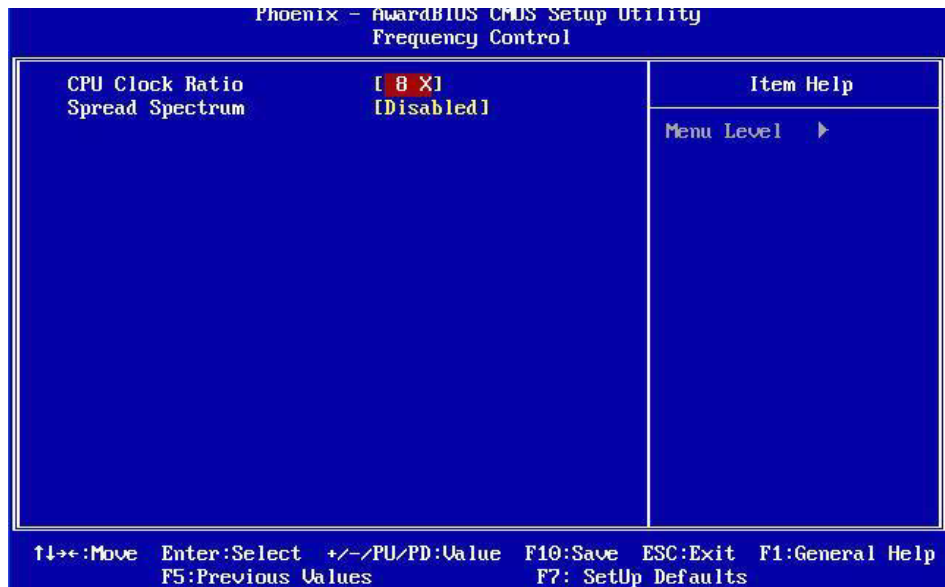 Phoenix - AwardBIOS CMOS Setup Utility
Frequency Control
CPU Clock Ratio [ 8 X]
Spread Spectrum [Disabled]
Item Help
Menu Level ▶
↑↓→←:Move Enter:Select +/-/PU/PD:Value F10:Save ESC:Exit F1:General Help
F5:Previous Values F7: SetUp Defaults